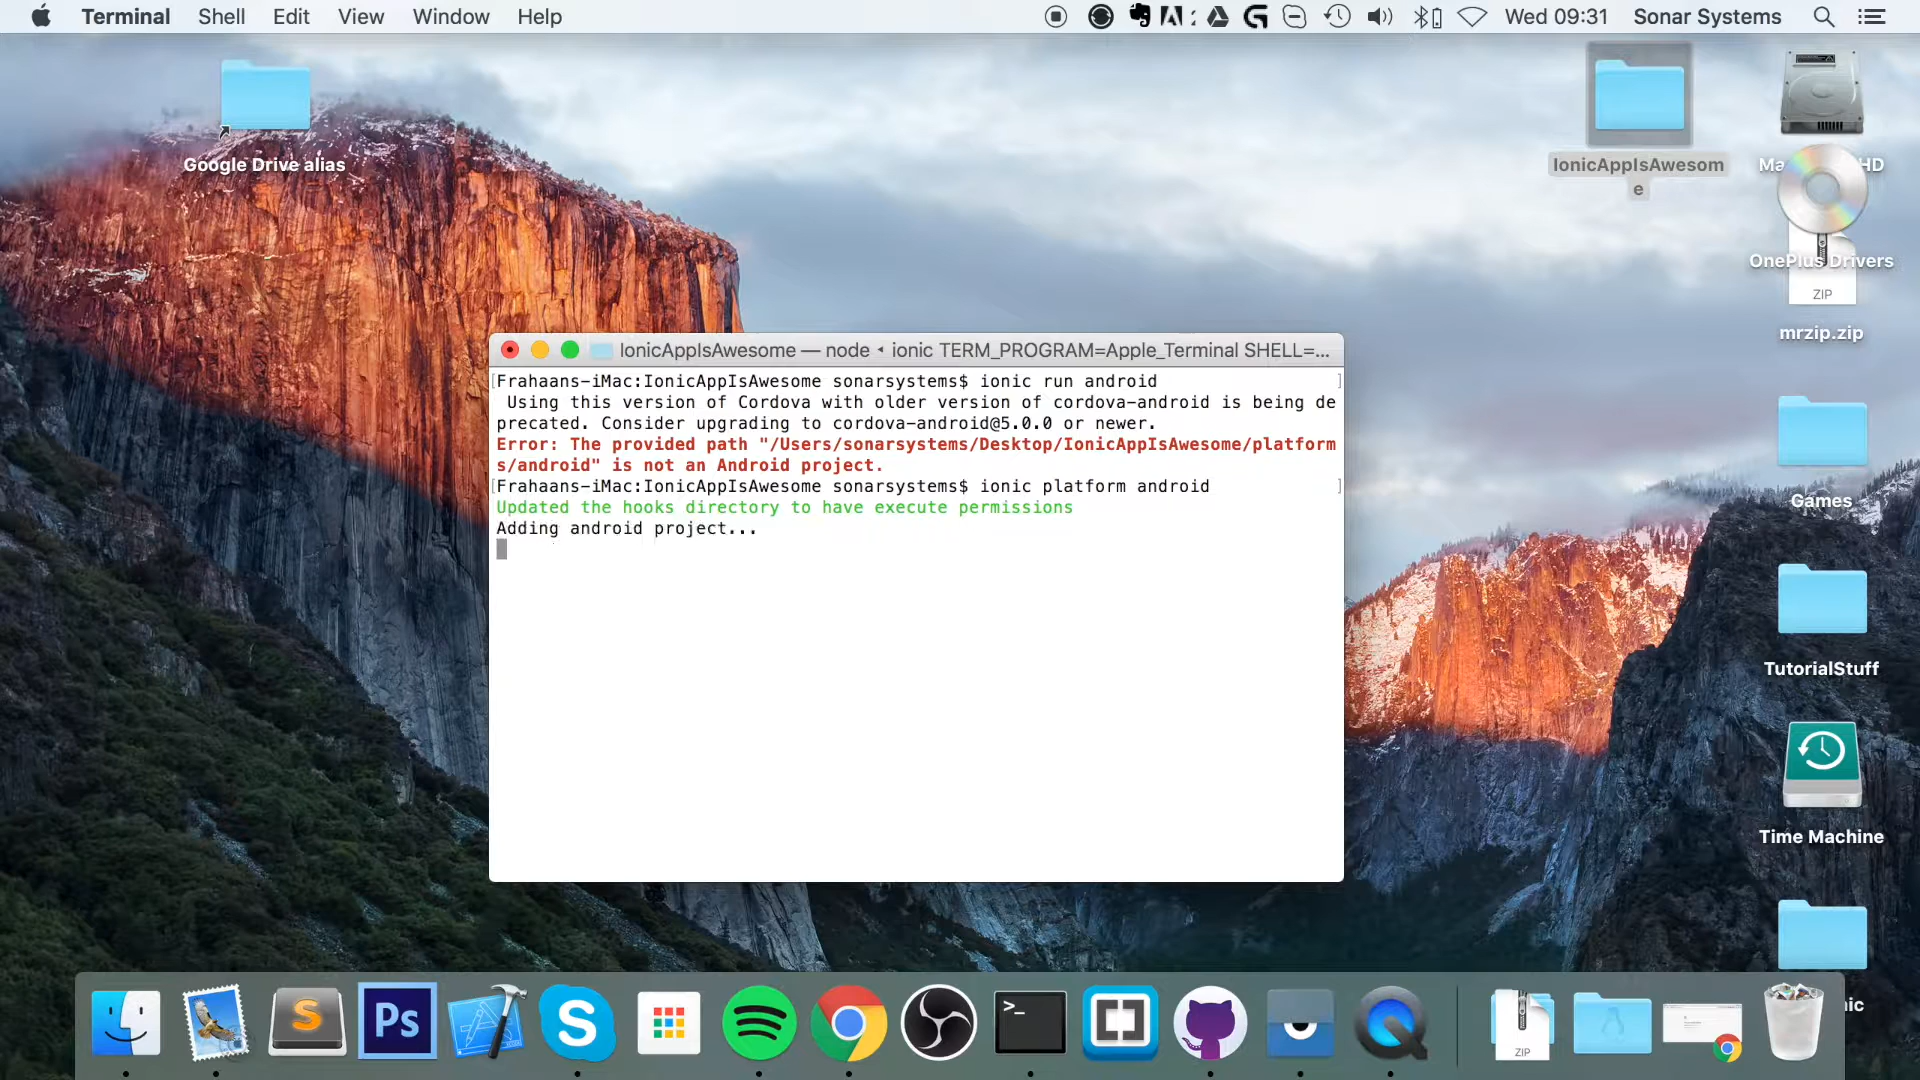 Terminal Shell Edit View Window Help Wed 09:31 Sonar Systems
Google Drive alias
IonicAppIsAwesom
e
HD
OnePlus Drivers
ZIP
mrzip.zip
Games
TutorialStuff
Time Machine
IonicAppIsAwesome — node ◂ ionic TERM_PROGRAM=Apple_Terminal SHELL=...
[Frahaans-iMac:IonicAppIsAwesome sonarsystems$ ionic run android ]
Using this version of Cordova with older version of cordova-android is being de
precated. Consider upgrading to cordova-android@5.0.0 or newer.
Error: The provided path "/Users/sonarsystems/Desktop/IonicAppIsAwesome/platform
s/android" is not an Android project.
[Frahaans-iMac:IonicAppIsAwesome sonarsystems$ ionic platform android ]
Updated the hooks directory to have execute permissions
Adding android project...
S
Ps
S
>_
ZIP